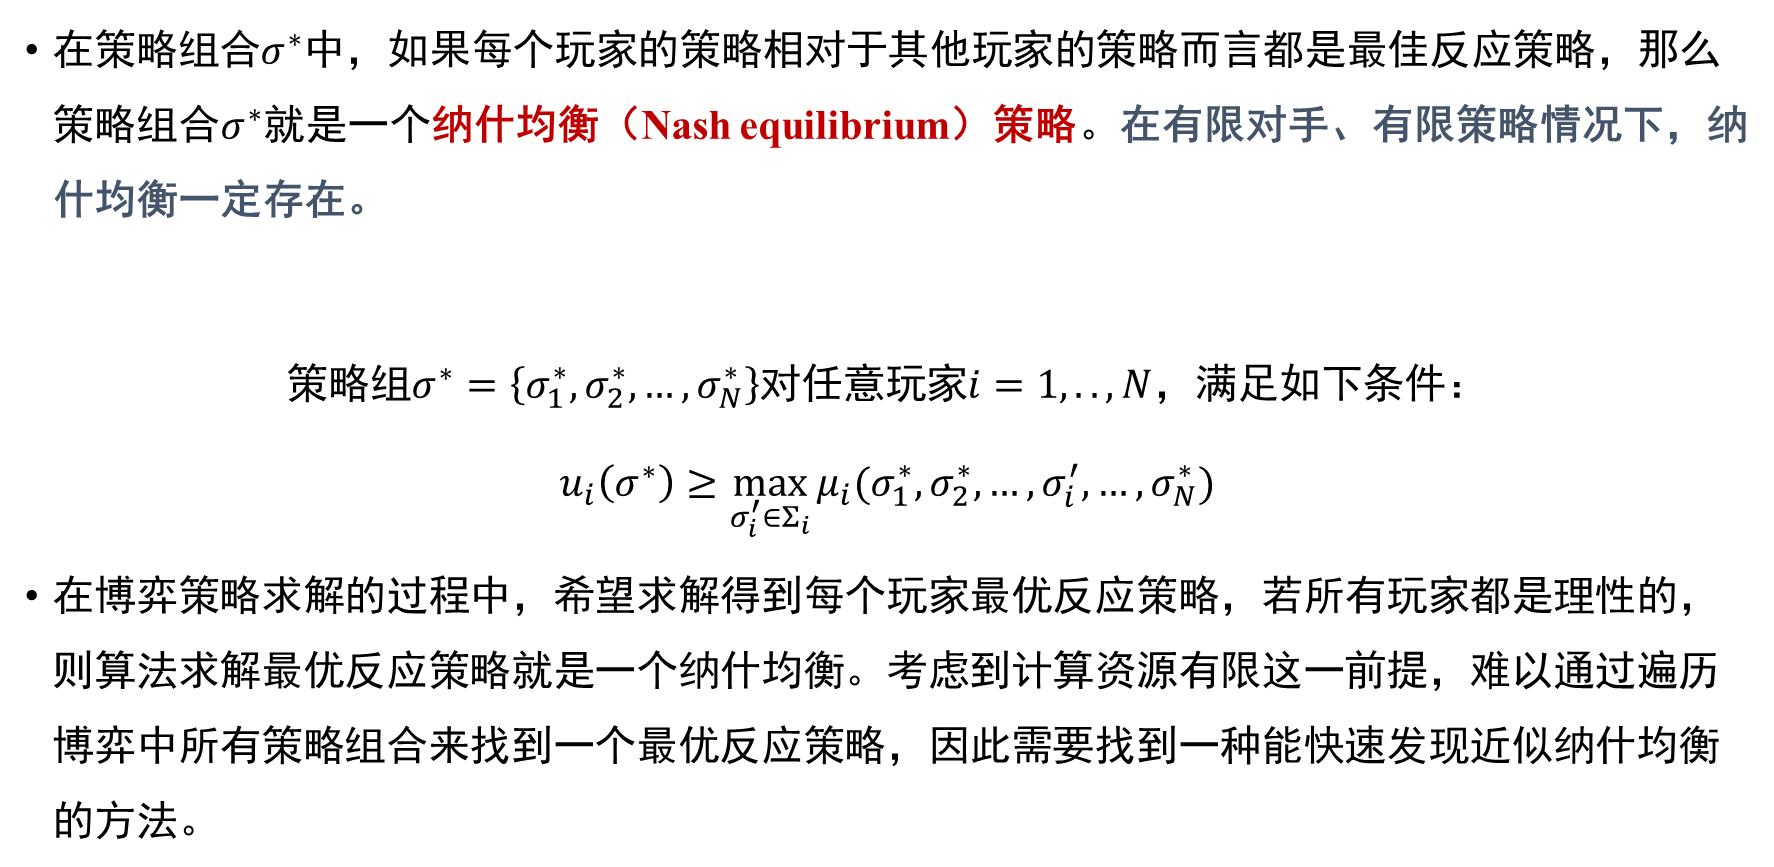 • 在策略组合σ*中，如果每个玩家的策略相对于其他玩家的策略而言都是最佳反应策略，那么
策略组合σ*就是一个纳什均衡（Nash equilibrium）策略。在有限对手、有限策略情况下，纳
什均衡一定存在。
策略组σ* = {σ₁*, σ₂*, … , σ_N*}对任意玩家i = 1, . . , N，满足如下条件：
u_i(σ*) ≥ max_{σ_i′∈Σ_i} μ_i(σ₁*, σ₂*, … , σ_i′, … , σ_N*)
• 在博弈策略求解的过程中，希望求解得到每个玩家最优反应策略，若所有玩家都是理性的，
则算法求解最优反应策略就是一个纳什均衡。考虑到计算资源有限这一前提，难以通过遍历
博弈中所有策略组合来找到一个最优反应策略，因此需要找到一种能快速发现近似纳什均衡
的方法。